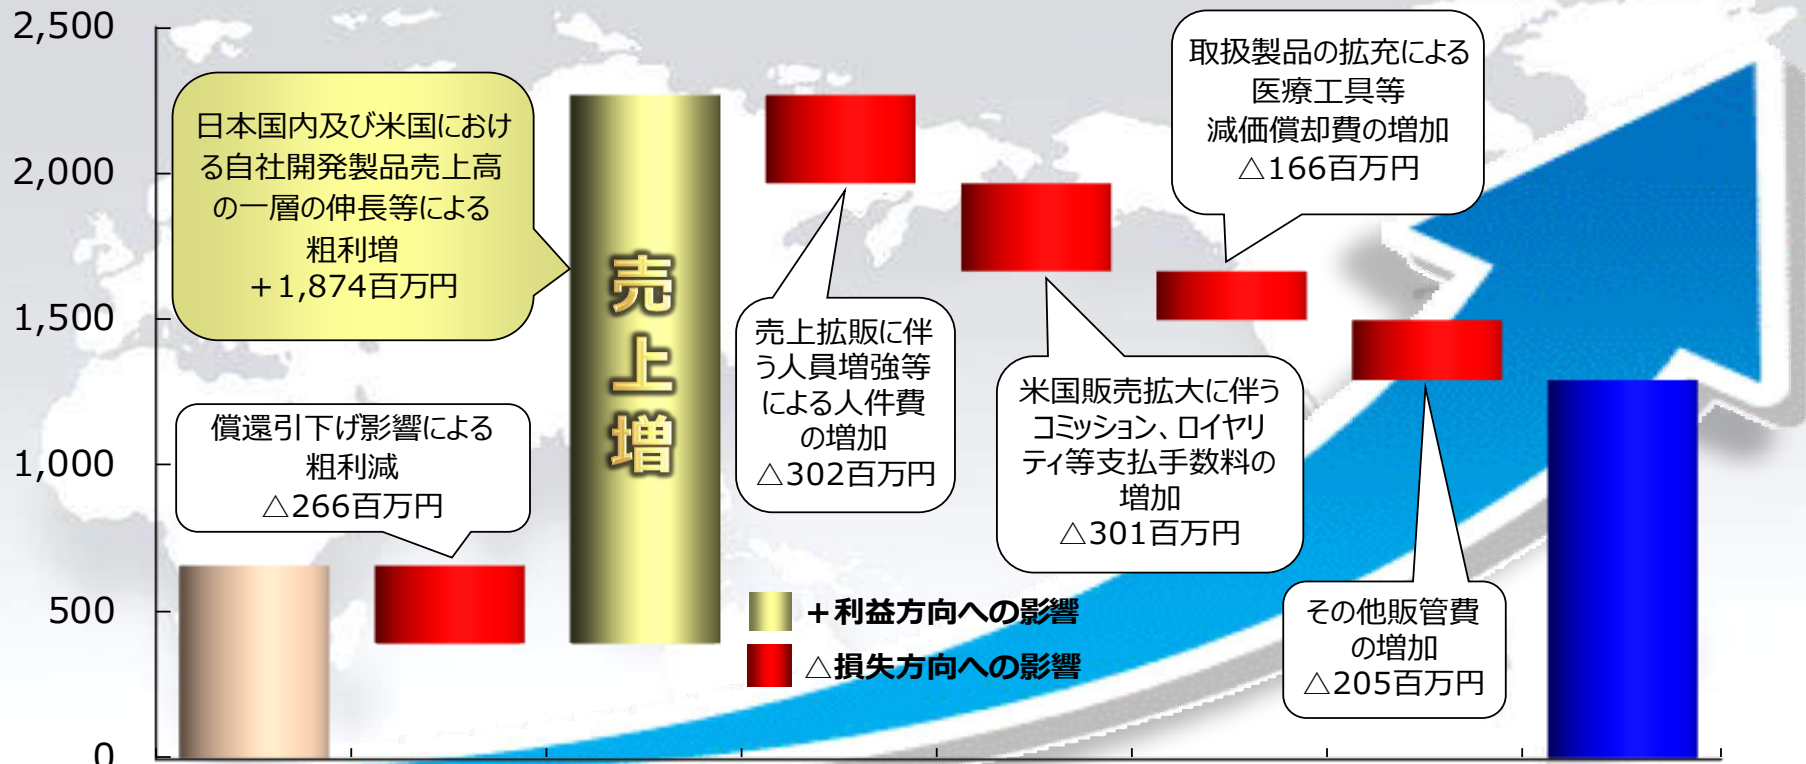 2,500
2,000
1,500
1,000
500
0
日本国内及び米国におけ
る自社開発製品売上高
の一層の伸長等による
粗利増
+1,874百万円
償還引下げ影響による
粗利減
△266百万円
売上増
売上拡販に伴
う人員増強等
による人件費
の増加
△302百万円
米国販売拡大に伴う
コミッション、ロイヤリ
ティ等支払手数料の
増加
△301百万円
取扱製品の拡充による
医療工具等
減価償却費の増加
△166百万円
その他販管費
の増加
△205百万円
+利益方向への影響
△損失方向への影響